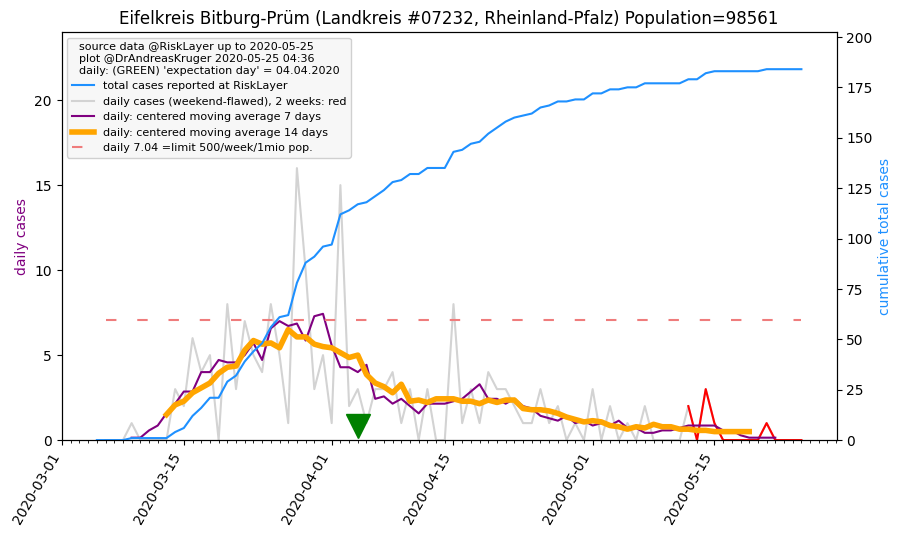 Eifelkreis Bitburg-Prüm (Landkreis #07232, Rheinland-Pfalz) Population=98561
source data @RiskLayer up to 2020-05-25
plot @DrAndreasKruger 2020-05-25 04:36
daily: (GREEN) 'expectation day' = 04.04.2020
total cases reported at RiskLayer
daily cases (weekend-flawed), 2 weeks: red
daily: centered moving average 7 days
daily: centered moving average 14 days
daily 7.04 =limit 500/week/1mio pop.
daily cases
20
15
10
5
0
200
175
150
125
100
75
50
25
0
cumulative total cases
2020-03-01
2020-03-15
2020-04-01
2020-04-15
2020-05-01
2020-05-15